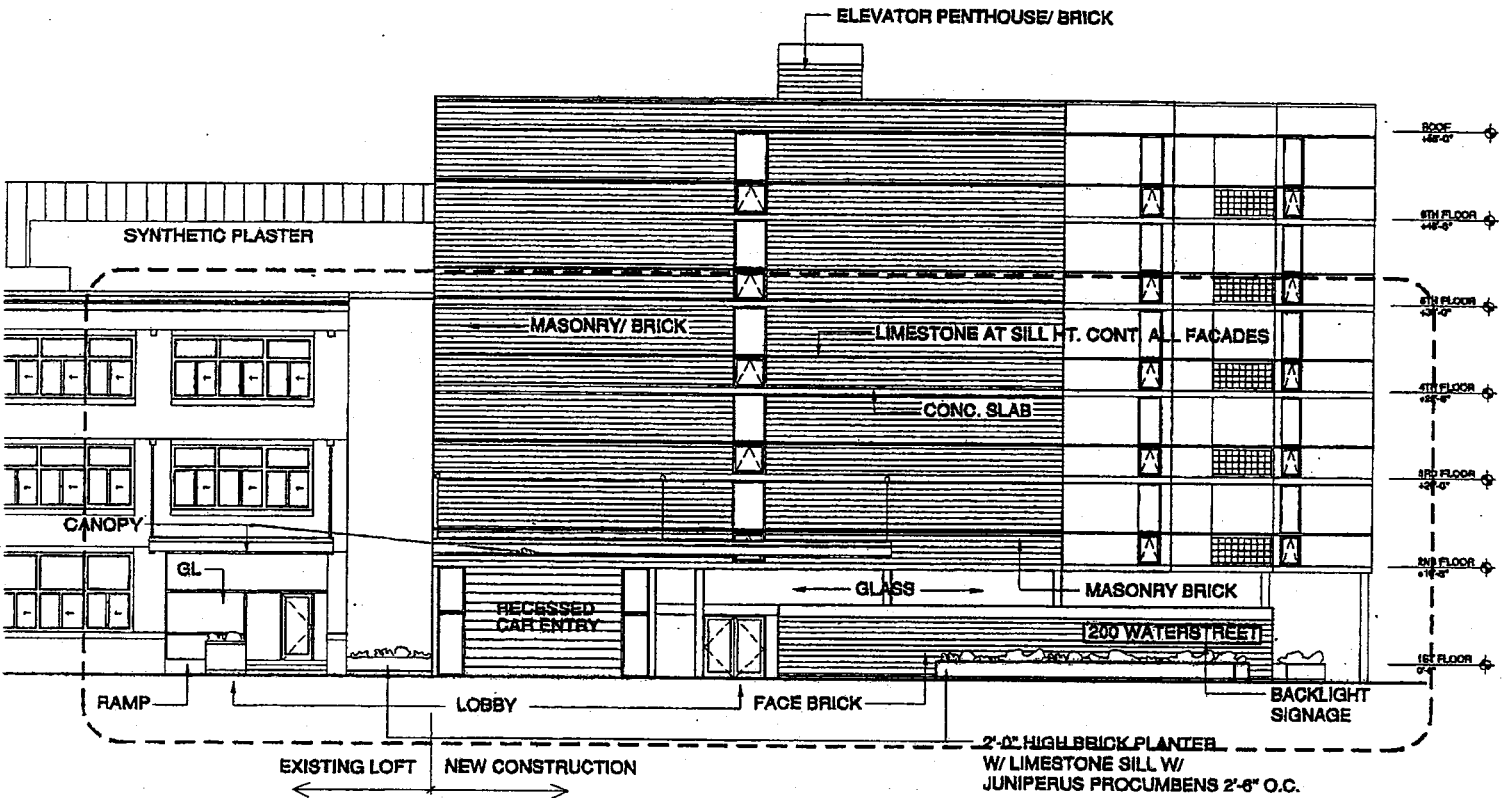 ELEVATOR PENTHOUSE/ BRICK
ROOF
SYNTHETIC PLASTER
6TH FLOOR
5TH FLOOR
MASONRY/ BRICK
LIMESTONE AT SILL HT. CONT. ALL FACADES
4TH FLOOR
CONC. SLAB
3RD FLOOR
CANOPY
GL
2ND FLOOR
GLASS
MASONRY BRICK
RECESSED
CAR ENTRY
200 WATERSTREET
1ST FLOOR
RAMP
LOBBY
FACE BRICK
BACKLIGHT
SIGNAGE
2'-0" HIGH BRICK PLANTER
W/ LIMESTONE SILL W/
JUNIPERUS PROCUMBENS 2'-6" O.C.
EXISTING LOFT
NEW CONSTRUCTION